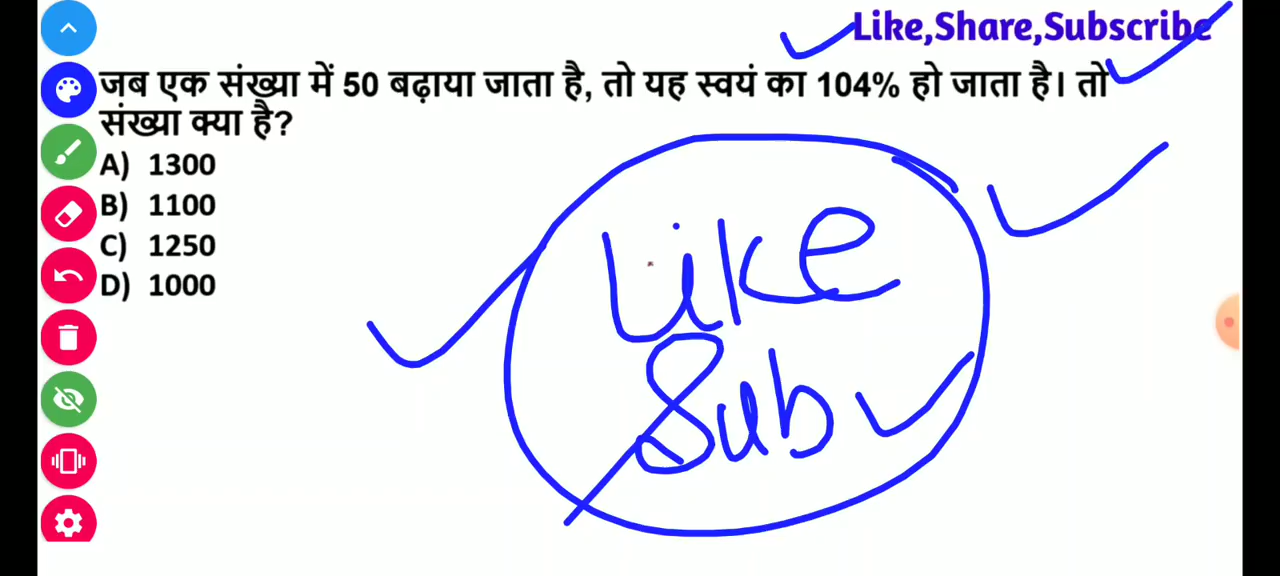 Like,Share,Subscribe
जब एक संख्या में 50 बढ़ाया जाता है, तो यह स्वयं का 104% हो जाता है। तो
संख्या क्या है?
A) 1300
B) 1100
C) 1250
D) 1000
Like
Sub